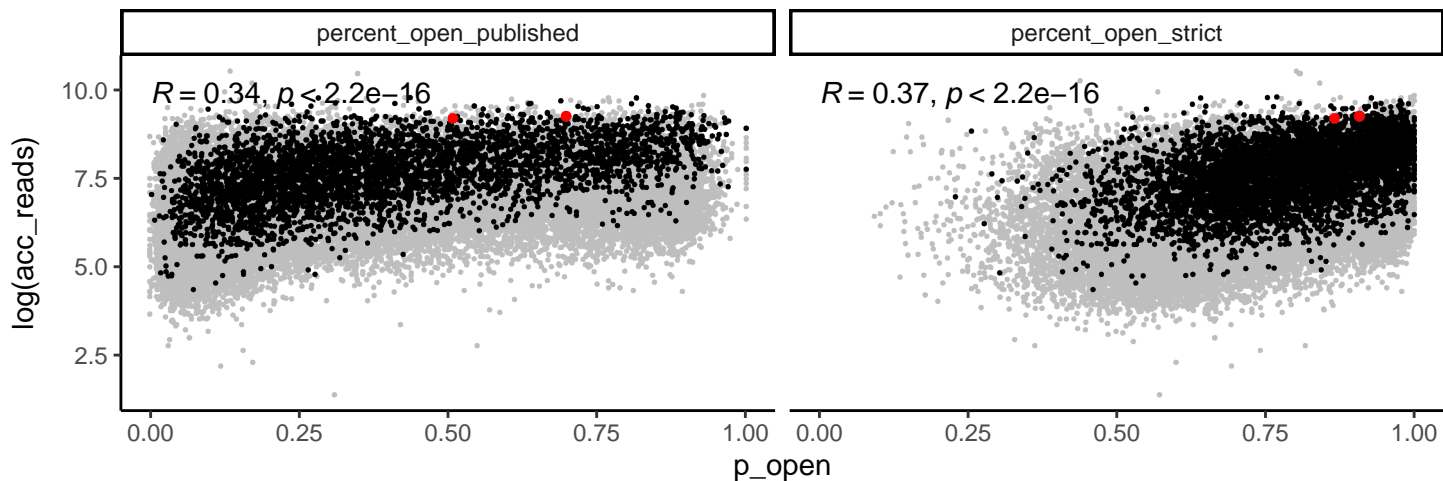 percent_open_published
percent_open_strict
R = 0.34, p < 2.2e−16
R = 0.37, p < 2.2e−16
log(acc_reads)
10.0
7.5
5.0
2.5
0.00 0.25 0.50 0.75 1.00
0.00 0.25 0.50 0.75 1.00
p_open